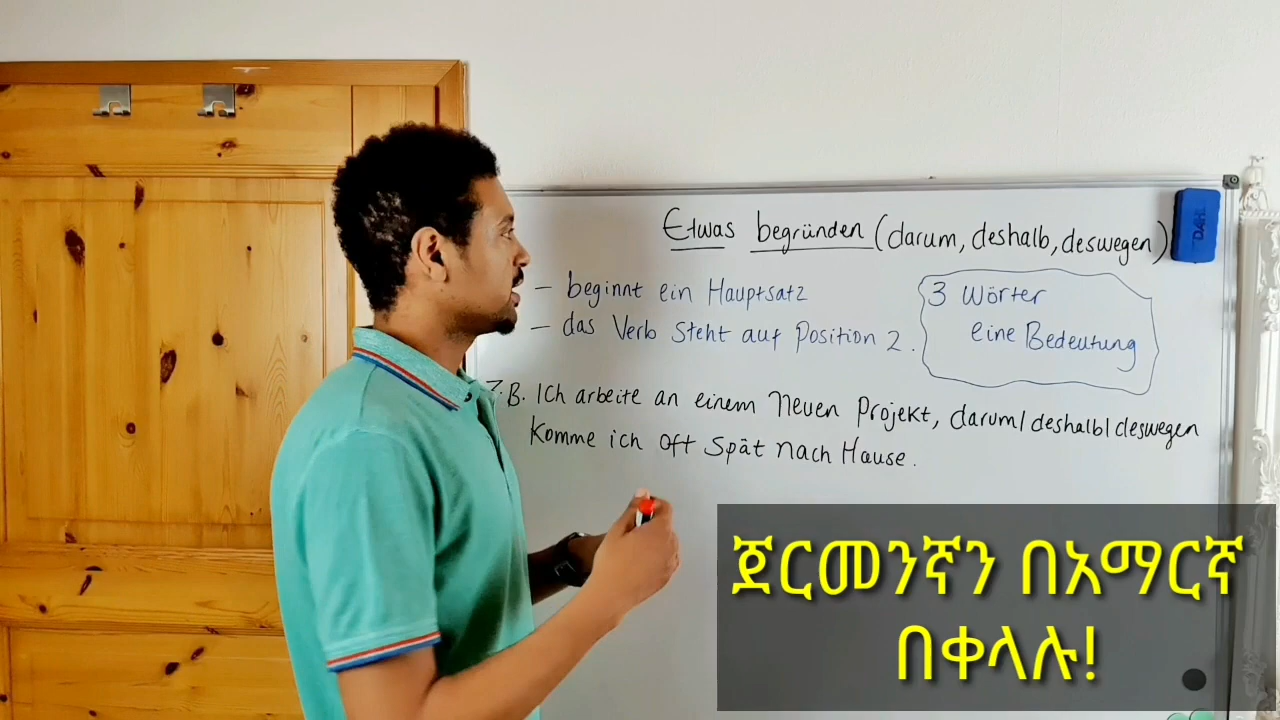 Etwas begründen (darum, deshalb, deswegen)
DAHL
- beginnt ein Hauptsatz
- das Verb steht auf Position 2.
3 Wörter
eine Bedeutung
Z.B. Ich arbeite an einem neuen Projekt, darum/deshalb/deswegen
komme ich oft spät nach Hause.
ጀርመንኛን በአማርኛ
በቀላሉ!